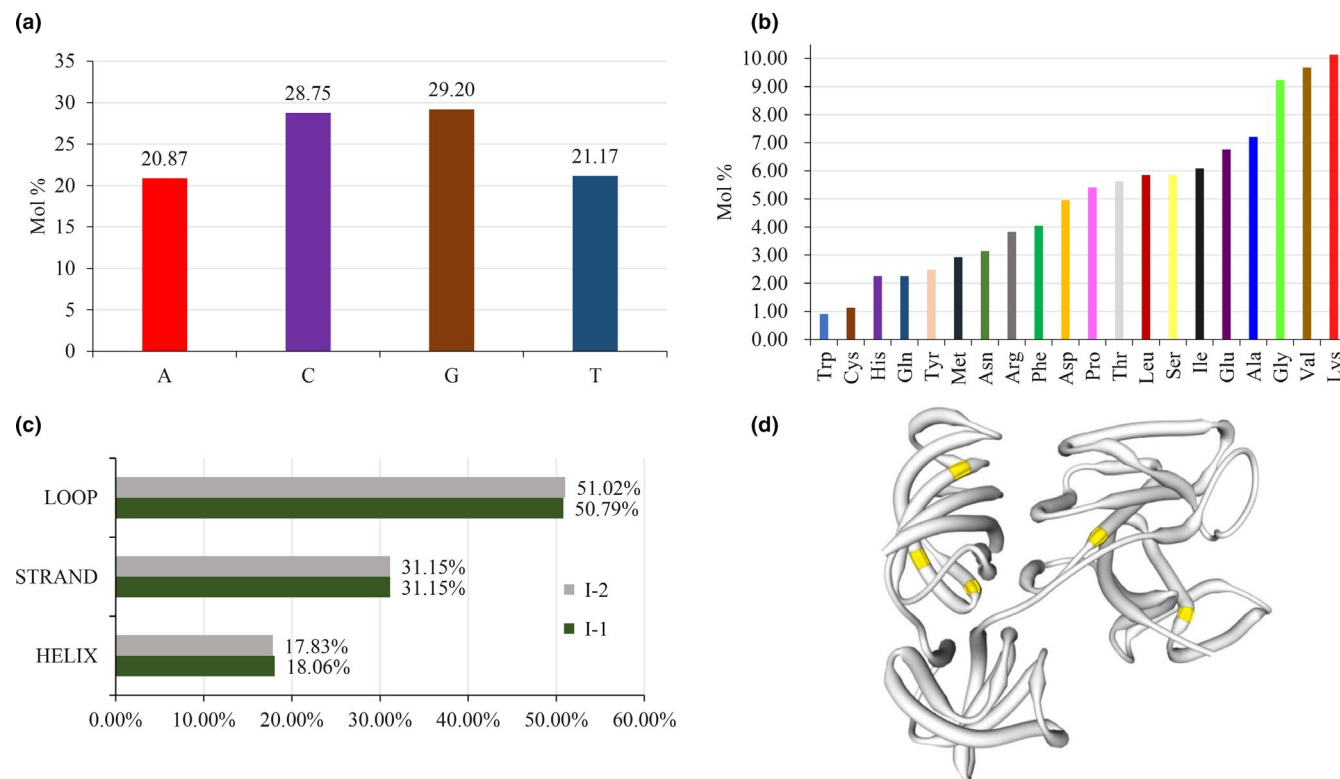 (a)
35
30
25
20
15
10
5
0
Mol %
20.87
28.75
29.20
21.17
A C G T
(b)
10.00
9.00
8.00
7.00
6.00
5.00
4.00
3.00
2.00
1.00
0.00
Mol %
Trp Cys His Ghn Tyr Met Asn Arg Phe Asp Pro Thr Leu Ser Ile Glu Ala Gly Val Lys
(c)
LOOP
51.02%
50.79%
STRAND
31.15%
31.15%
HELIX
17.83%
18.06%
I-2
I-1
0.00% 10.00% 20.00% 30.00% 40.00% 50.00% 60.00%
(d)